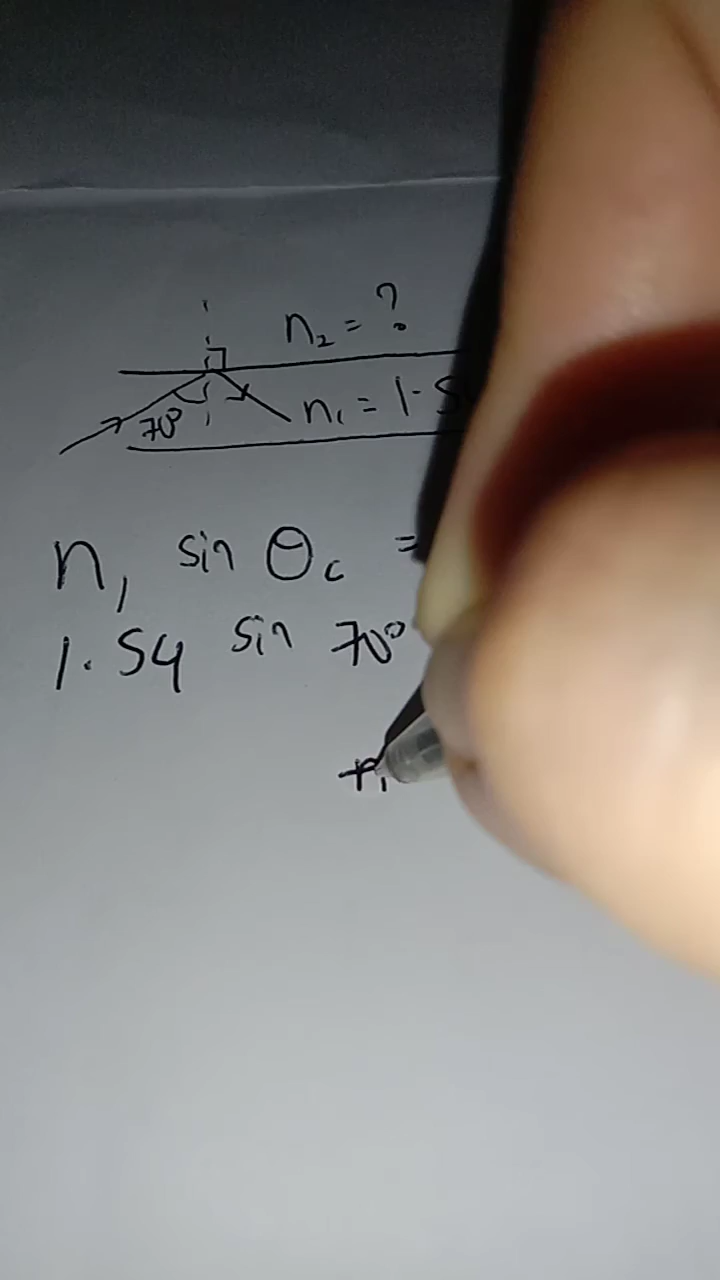 n₂ = ?
70°
n₁ = 1.5
n₁ sin θc =
1.54 sin 70°